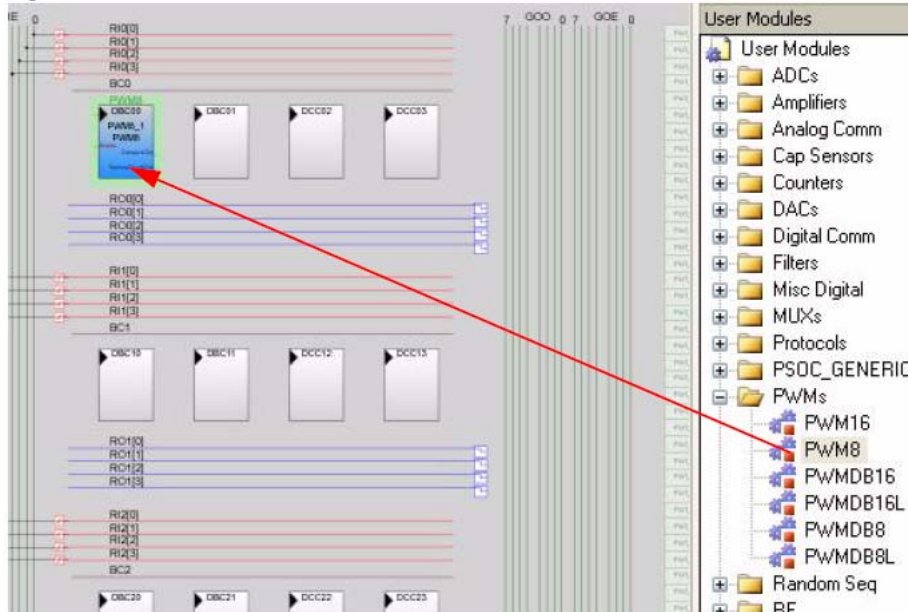 7 GOO 0 7 GOE 0
RI0[0]
RI0[1]
RI0[2]
RI0[3]
BC0
PWM8
DBC00 DBC01 DCC02 DCC03
PWM8_1
PWM8
RO0[0]
RO0[1]
RO0[2]
RO0[3]
RI1[0]
RI1[1]
RI1[2]
RI1[3]
BC1
DBC10 DBC11 DCC12 DCC13
RO1[0]
RO1[1]
RO1[2]
RO1[3]
RI2[0]
RI2[1]
RI2[2]
RI2[3]
BC2
DBC20 DBC21 DCC22 DCC23
User Modules
User Modules
ADCs
Amplifiers
Analog Comm
Cap Sensors
Counters
DACs
Digital Comm
Filters
Misc Digital
MUXs
Protocols
PSOC_GENERIC
PWMs
PWM16
PWM8
PWMDB16
PWMDB16L
PWMDB8
PWMDB8L
Random Seq